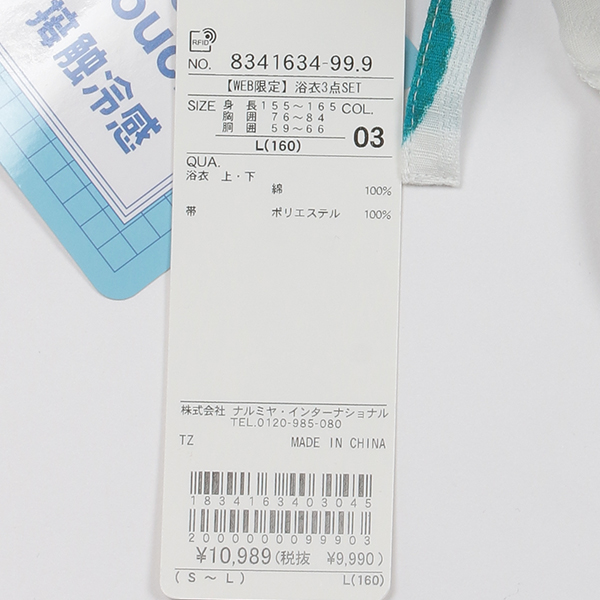 ouc
接触冷感
RFID
NO. 8341634-99.9
【WEB限定】浴衣3点SET
SIZE 身長 155～165 COL.
胸囲 76～84
胴囲 59～66 03
L(160)
QUA.
浴衣 上・下
綿 100%
帯 ポリエステル 100%
株式会社 ナルミヤ・インターナショナル
TEL.0120-985-080
TZ MADE IN CHINA
1834163403045
2000000099903
¥10,989(税抜 ¥9,990)
(S～L) L(160)